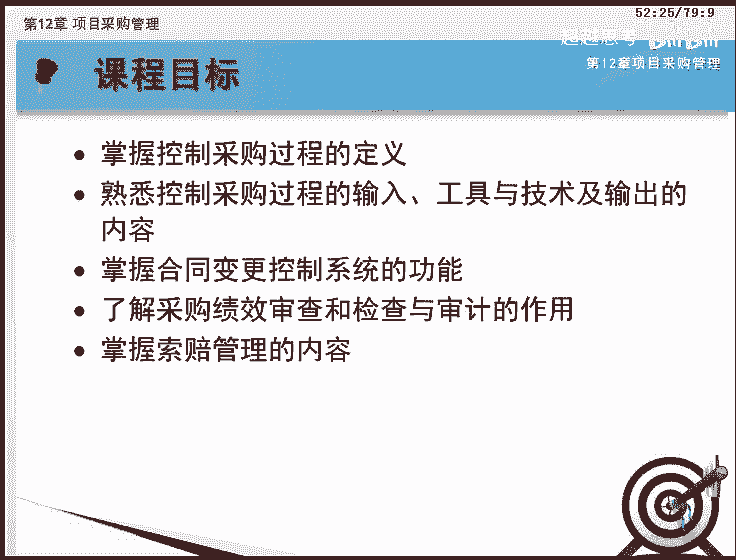 52:25/79:9
第12章 项目采购管理
超越思考 bilibili
第12章项目采购管理
课程目标
• 掌握控制采购过程的定义
• 熟悉控制采购过程的输入、工具与技术及输出的
内容
• 掌握合同变更控制系统的功能
• 了解采购绩效审查和检查与审计的作用
• 掌握索赔管理的内容